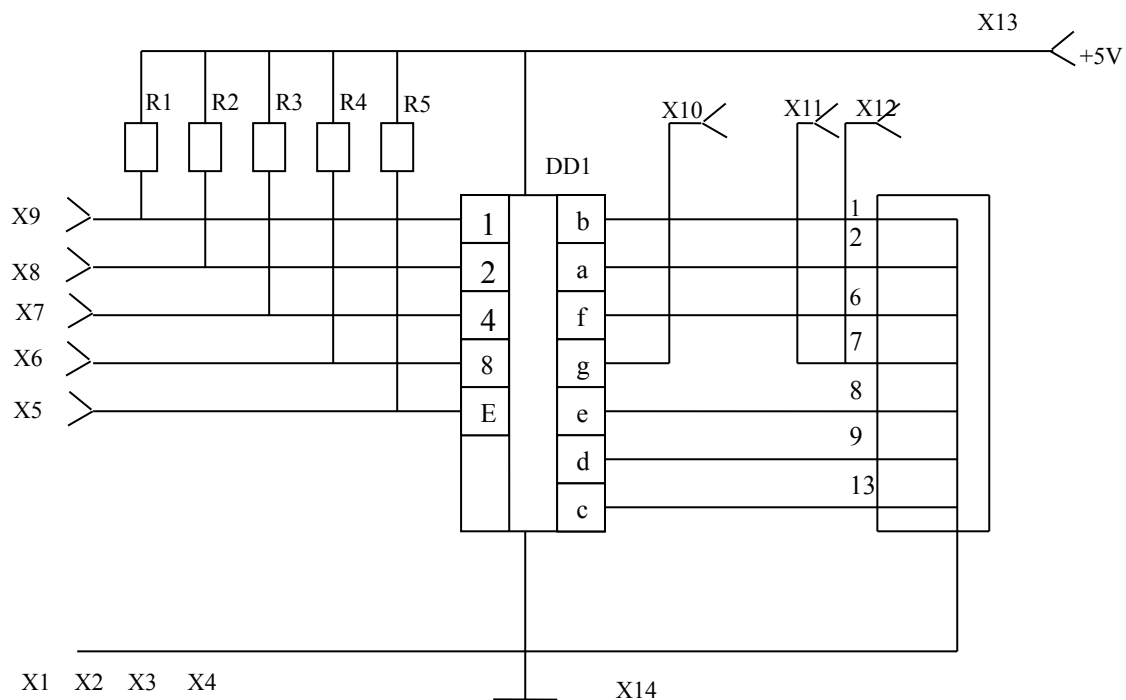 X13
+5V
R1 R2 R3 R4 R5
X10 X11 X12
DD1
X9 1 b 1
2
X8 2 a
X7 4 f 6
X6 8 g 7
X5 E e 8
d 9
c 13
X1 X2 X3 X4 X14